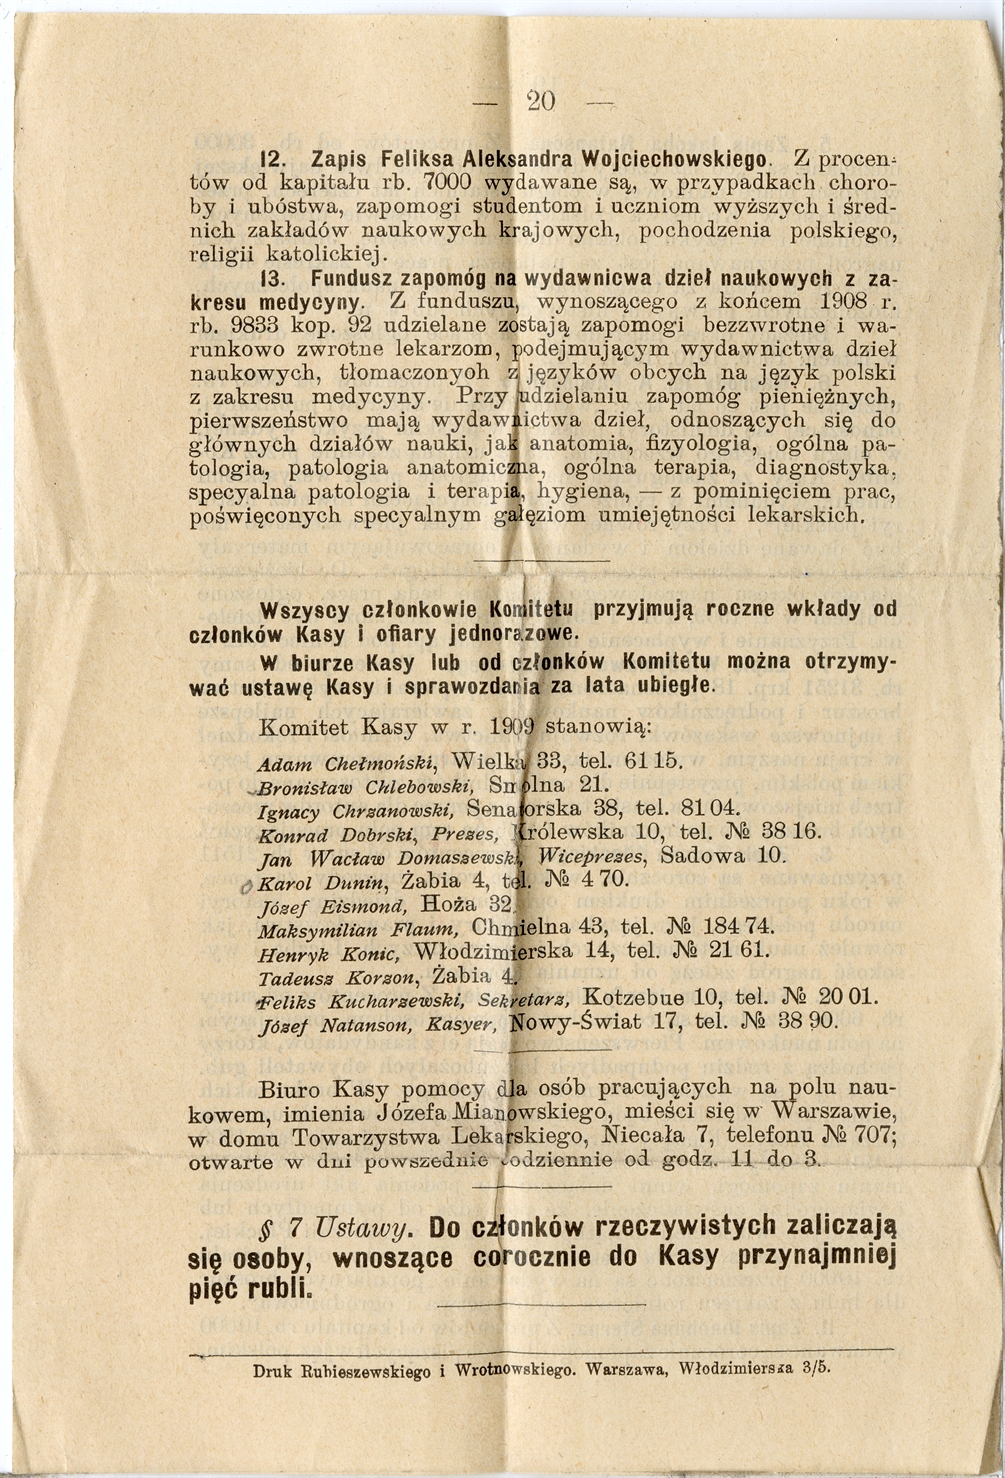 — 20 —
12. Zapis Feliksa Aleksandra Wojciechowskiego. Z procen-
tów od kapitału rb. 7000 wydawane są, w przypadkach choro-
by i ubóstwa, zapomogi studentom i uczniom wyższych i śred-
nich zakładów naukowych krajowych, pochodzenia polskiego,
religii katolickiej.
13. Fundusz zapomóg na wydawnicwa dzieł naukowych z za-
kresu medycyny. Z funduszu, wynoszącego z końcem 1908 r.
rb. 9833 kop. 92 udzielane zostają zapomogi bezzwrotne i wa-
runkowo zwrotne lekarzom, podejmującym wydawnictwa dzieł
naukowych, tłomaczonyoh z języków obcych na język polski
z zakresu medycyny. Przy udzielaniu zapomóg pieniężnych,
pierwszeństwo mają wydawnictwa dzieł, odnoszących się do
głównych działów nauki, jak anatomia, fizyologia, ogólna pa-
tologia, patologia anatomiczna, ogólna terapia, diagnostyka,
specyalna patologia i terapia, hygiena, — z pominięciem prac,
poświęconych specyalnym gałęziom umiejętności lekarskich.
Wszyscy członkowie Komitetu przyjmują roczne wkłady od
członków Kasy i ofiary jednorazowe.
W biurze Kasy lub od członków Komitetu można otrzymy-
wać ustawę Kasy i sprawozdania za lata ubiegłe.
Komitet Kasy w r. 1909 stanowią:
Adam Chełmoński, Wielka 33, tel. 61 15.
Bronisław Chlebowski, Smolna 21.
Ignacy Chrzanowski, Senatorska 38, tel. 81 04.
Konrad Dobrski, Prezes, Królewska 10, tel. № 38 16.
Jan Wacław Domaszewski, Wiceprezes, Sadowa 10.
Karol Dunin, Żabia 4, tel. № 4 70.
Józef Eismond, Hoża 32.
Maksymilian Flaum, Chmielna 43, tel. № 184 74.
Henryk Konic, Włodzimierska 14, tel. № 21 61.
Tadeusz Korzon, Żabia 4.
Feliks Kucharzewski, Sekretarz, Kotzebue 10, tel. № 20 01.
Józef Natanson, Kasyer, Nowy-Świat 17, tel. № 38 90.
Biuro Kasy pomocy dla osób pracujących na polu nau-
kowem, imienia Józefa Mianowskiego, mieści się w Warszawie,
w domu Towarzystwa Lekarskiego, Niecała 7, telefonu № 707;
otwarte w dni powszednie codziennie od godz. 11 do 3.
§ 7 Ustawy. Do członków rzeczywistych zaliczają
się osoby, wnoszące corocznie do Kasy przynajmniej
pięć rubli.
Druk Rubieszewskiego i Wrotnowskiego. Warszawa, Włodzimierska 3/5.